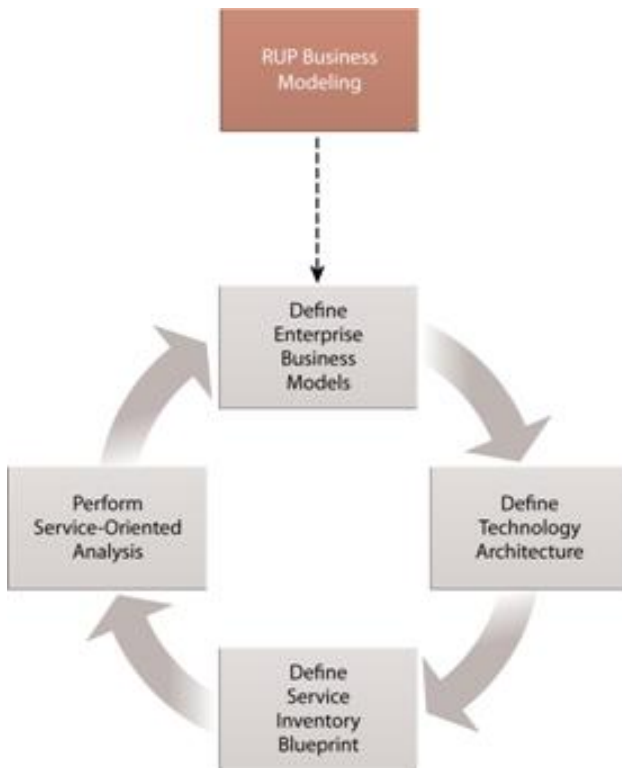 RUP Business
Modeling
Define
Enterprise
Business
Models
Perform
Service-Oriented
Analysis
Define
Technology
Architecture
Define
Service
Inventory
Blueprint